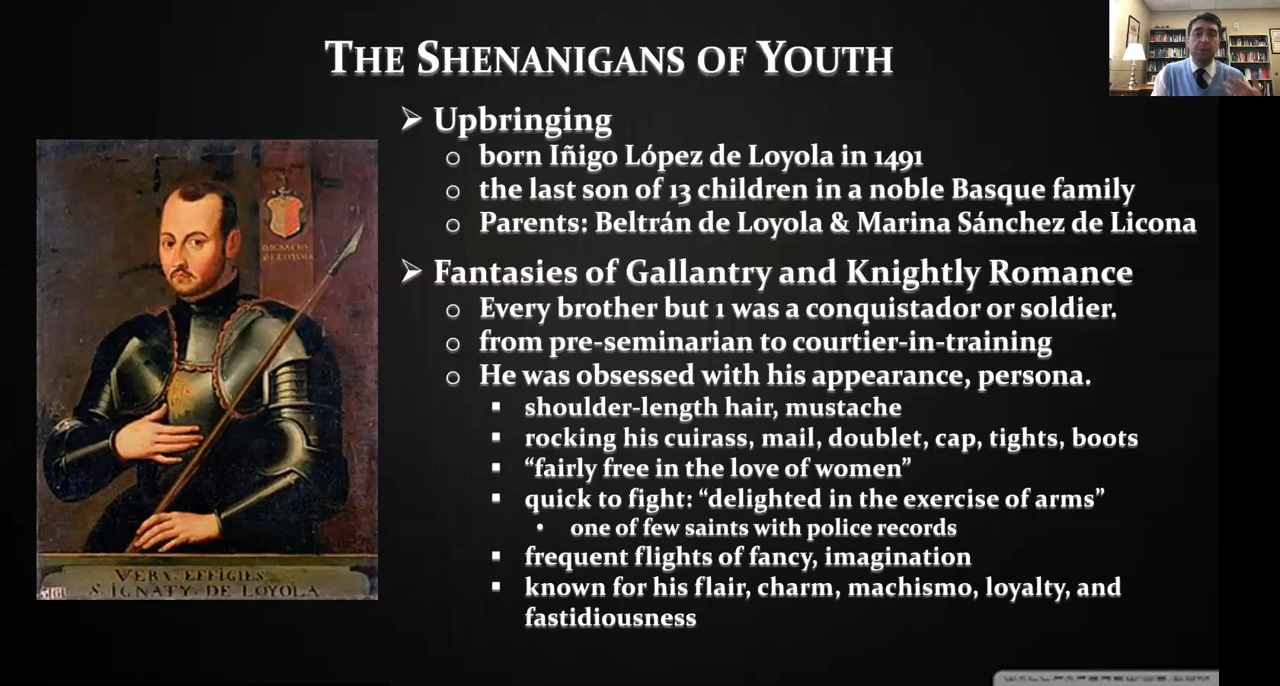 THE SHENANIGANS OF YOUTH
Upbringing
born Iñigo López de Loyola in 1491
the last son of 13 children in a noble Basque family
Parents: Beltrán de Loyola & Marina Sánchez de Licona
Fantasies of Gallantry and Knightly Romance
Every brother but 1 was a conquistador or soldier.
from pre-seminarian to courtier-in-training
He was obsessed with his appearance, persona.
shoulder-length hair, mustache
rocking his cuirass, mail, doublet, cap, tights, boots
“fairly free in the love of women”
quick to fight: “delighted in the exercise of arms”
one of few saints with police records
frequent flights of fancy, imagination
known for his flair, charm, machismo, loyalty, and
fastidiousness
D IGNACIO
DE LOYOLA
VERA EFFIGIES
S. IGNATY. DE LOYOLA